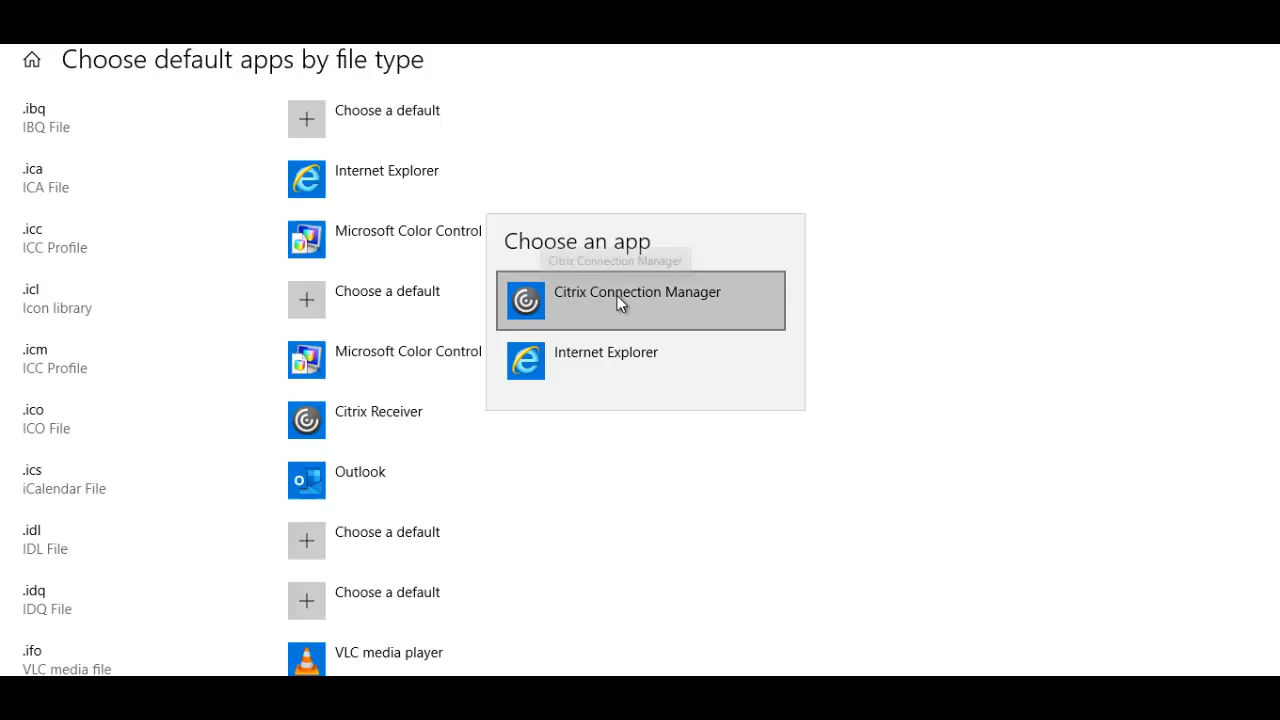 Choose default apps by file type
.ibq
IBQ File
Choose a default
.ica
ICA File
Internet Explorer
.icc
ICC Profile
Microsoft Color Control
.icl
Icon library
Choose a default
.icm
ICC Profile
Microsoft Color Control
.ico
ICO File
Citrix Receiver
.ics
iCalendar File
Outlook
.idl
IDL File
Choose a default
.idq
IDQ File
Choose a default
.ifo
VLC media file
VLC media player
Choose an app
Citrix Connection Manager
Citrix Connection Manager
Internet Explorer